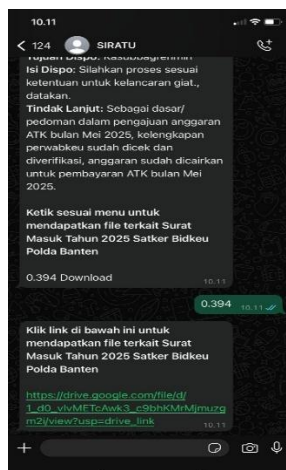 10.11
124
SIRATU
Tujuan Dispo: Kasubbagrenmin
Isi Dispo: Silahkan proses sesuai
ketentuan untuk kelancaran giat.,
datakan.
Tindak Lanjut: Sebagai dasar/
pedoman dalam pengajuan anggaran
ATK bulan Mei 2025, kelengkapan
perwabkeu sudah dicek dan
diverifikasi, anggaran sudah dicairkan
untuk pembayaran ATK bulan Mei
2025.
Ketik sesuai menu untuk
mendapatkan file terkait Surat
Masuk Tahun 2025 Satker Bidkeu
Polda Banten
0.394 Download
10.11
0.394 10.11
Klik link di bawah ini untuk
mendapatkan file terkait Surat
Masuk Tahun 2025 Satker Bidkeu
Polda Banten
https://drive.google.com/file/d/
1_d0_vlvMETcAwk3_c9bhKMrMjmuzg
m2i/view?usp=drive_link
10.11